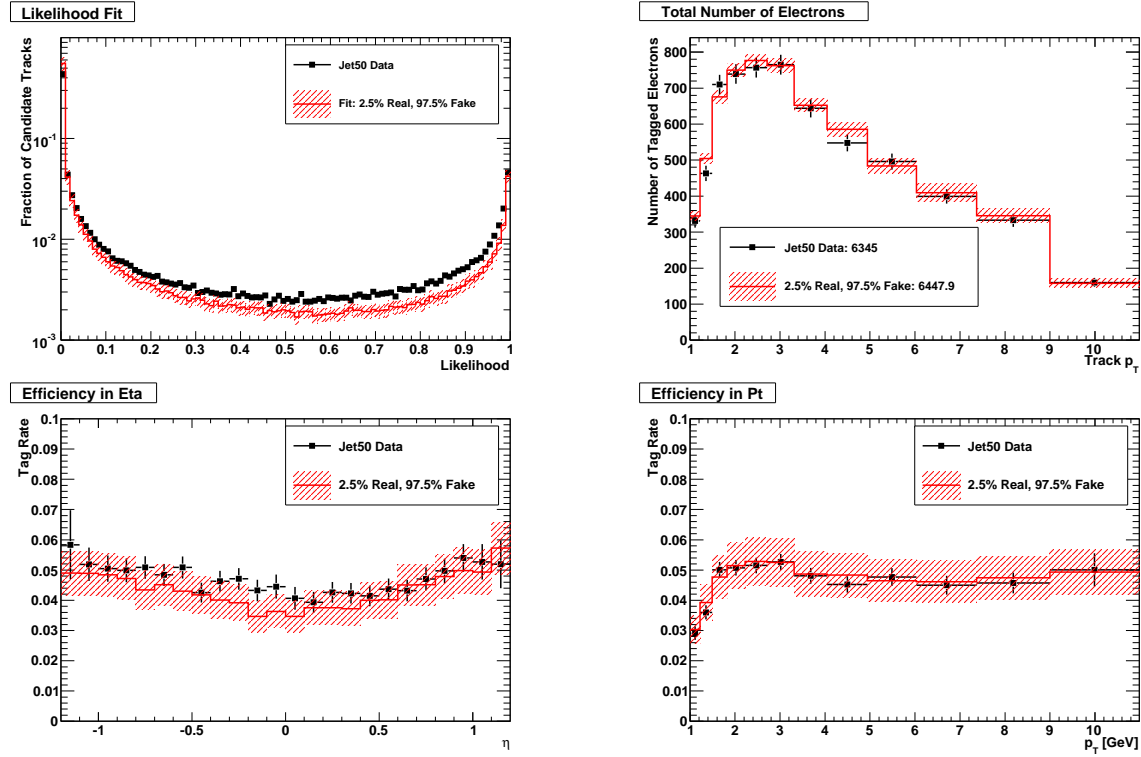 Likelihood Fit
Fraction of Candidate Tracks
Jet50 Data
Fit: 2.5% Real, 97.5% Fake
10-1
10-2
10-3
0 0.1 0.2 0.3 0.4 0.5 0.6 0.7 0.8 0.9 1
Likelihood
Total Number of Electrons
Number of Tagged Electrons
800
700
600
500
400
300
200
100
0
Jet50 Data: 6345
2.5% Real, 97.5% Fake: 6447.9
1 2 3 4 5 6 7 8 9 10
Track pT
Efficiency in Eta
Tag Rate
0.1
0.09
0.08
0.07
0.06
0.05
0.04
0.03
0.02
0.01
0
Jet50 Data
2.5% Real, 97.5% Fake
-1 -0.5 0 0.5 1
η
Efficiency in Pt
Tag Rate
0.1
0.09
0.08
0.07
0.06
0.05
0.04
0.03
0.02
0.01
0
Jet50 Data
2.5% Real, 97.5% Fake
1 2 3 4 5 6 7 8 9 10
pT [GeV]